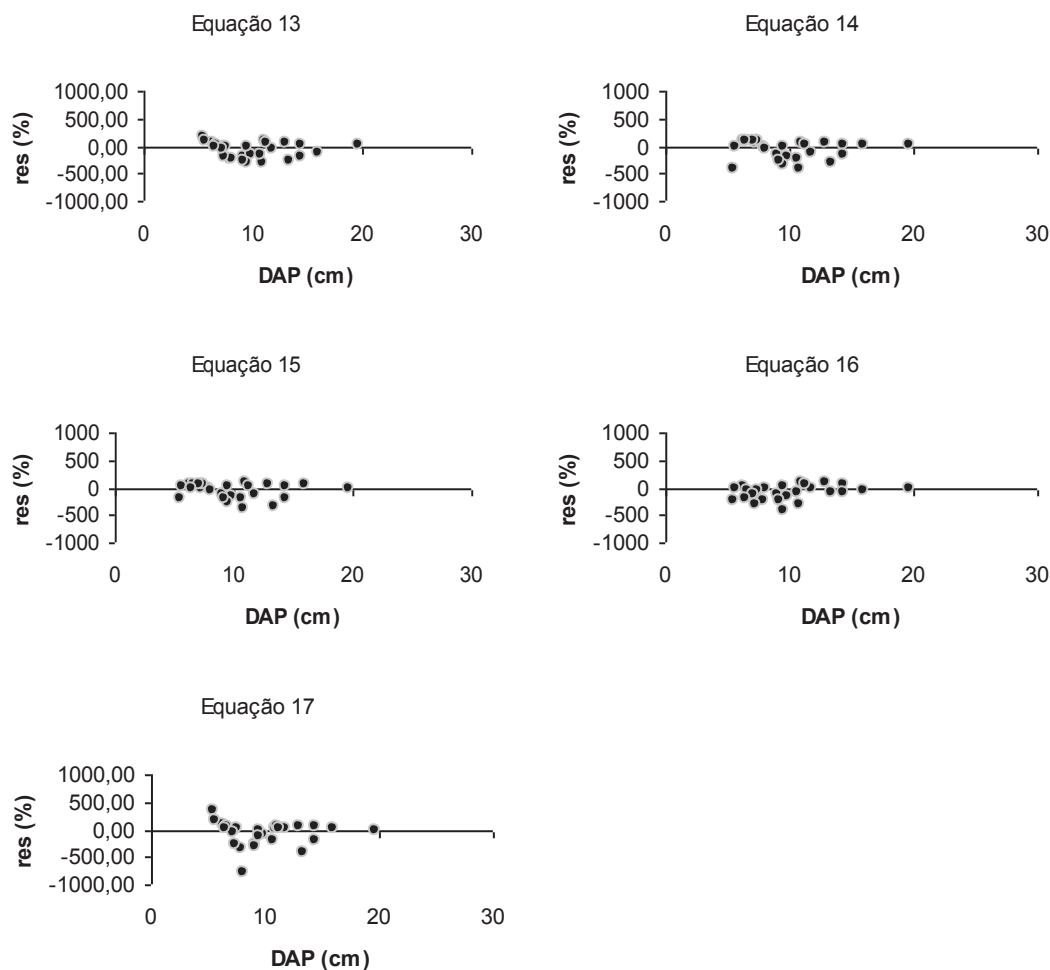 Equação 13
1000,00
500,00
0,00
-500,00
-1000,00
res (%)
0 10 20 30
DAP (cm)
Equação 14
1000
500
0
-500
-1000
res (%)
0 10 20 30
DAP (cm)
Equação 15
1000
500
0
-500
-1000
res (%)
0 10 20 30
DAP (cm)
Equação 16
1000
500
0
-500
-1000
res (%)
0 10 20 30
DAP (cm)
Equação 17
1000,00
500,00
0,00
-500,00
-1000,00
res (%)
0 10 20 30
DAP (cm)